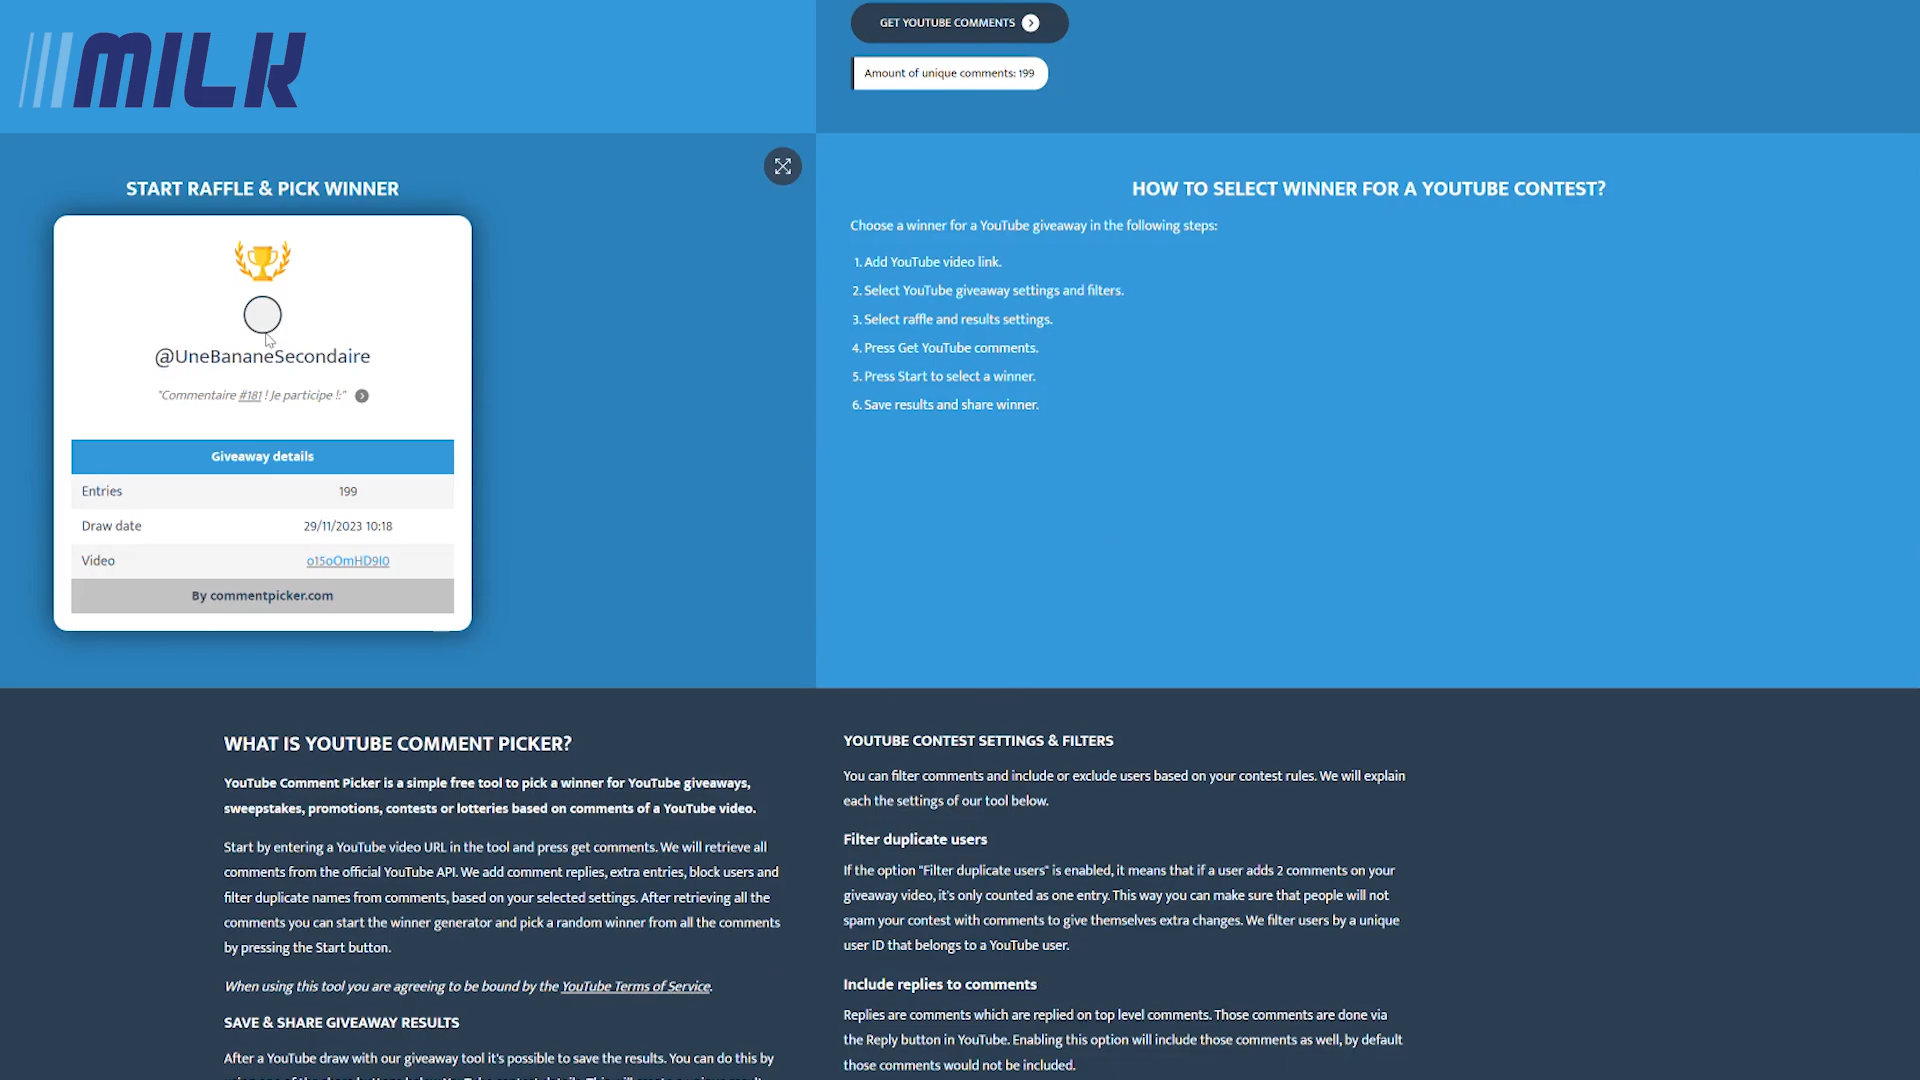 MILK
GET YOUTUBE COMMENTS
Amount of unique comments: 199
START RAFFLE & PICK WINNER
@UneBananeSecondaire
"Commentaire #181 ! Je participe !:"
Giveaway details
Entries 199
Draw date 29/11/2023 10:18
Video o15oOmHD9I0
By commentpicker.com
HOW TO SELECT WINNER FOR A YOUTUBE CONTEST?
Choose a winner for a YouTube giveaway in the following steps:
1. Add YouTube video link.
2. Select YouTube giveaway settings and filters.
3. Select raffle and results settings.
4. Press Get YouTube comments.
5. Press Start to select a winner.
6. Save results and share winner.
WHAT IS YOUTUBE COMMENT PICKER?
YouTube Comment Picker is a simple free tool to pick a winner for YouTube giveaways,
sweepstakes, promotions, contests or lotteries based on comments of a YouTube video.
Start by entering a YouTube video URL in the tool and press get comments. We will retrieve all
comments from the official YouTube API. We add comment replies, extra entries, block users and
filter duplicate names from comments, based on your selected settings. After retrieving all the
comments you can start the winner generator and pick a random winner from all the comments
by pressing the Start button.
When using this tool you are agreeing to be bound by the YouTube Terms of Service.
SAVE & SHARE GIVEAWAY RESULTS
After a YouTube draw with our giveaway tool it's possible to save the results. You can do this by
YOUTUBE CONTEST SETTINGS & FILTERS
You can filter comments and include or exclude users based on your contest rules. We will explain
each the settings of our tool below.
Filter duplicate users
If the option "Filter duplicate users" is enabled, it means that if a user adds 2 comments on your
giveaway video, it's only counted as one entry. This way you can make sure that people will not
spam your contest with comments to give themselves extra changes. We filter users by a unique
user ID that belongs to a YouTube user.
Include replies to comments
Replies are comments which are replied on top level comments. Those comments are done via
the Reply button in YouTube. Enabling this option will include those comments as well, by default
those comments would not be included.